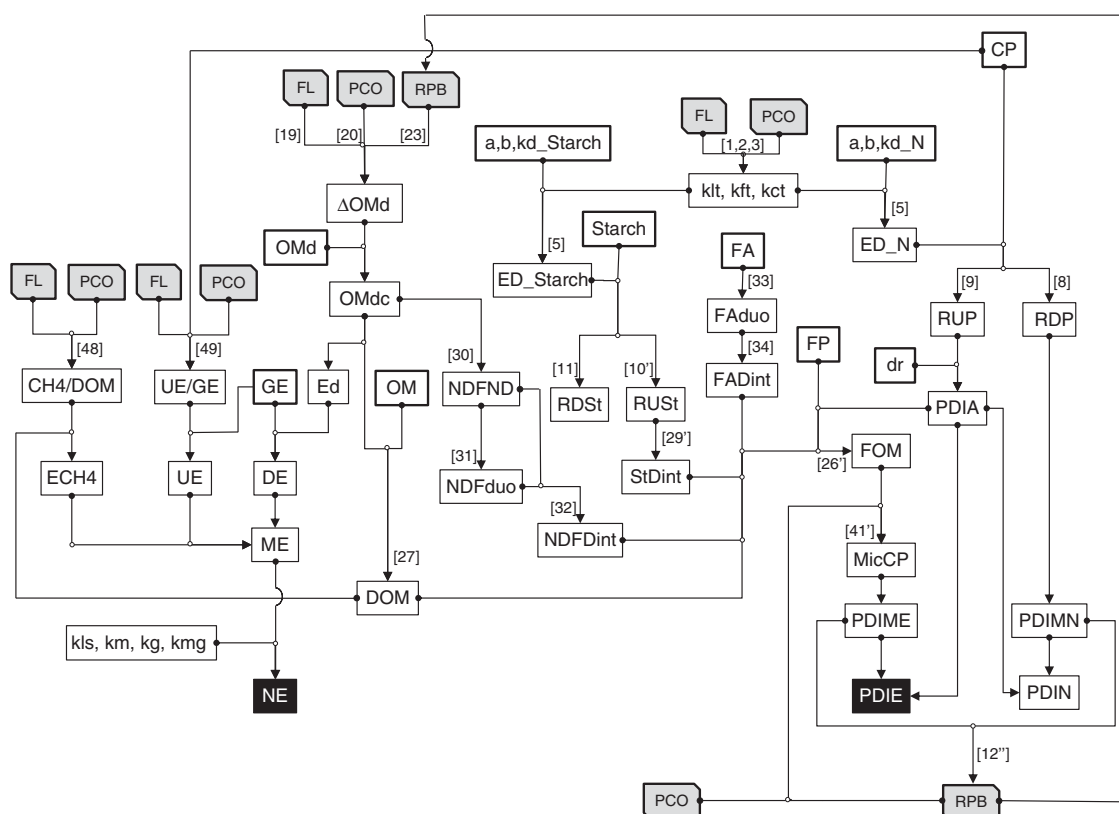 CP
FL PCO RPB
FL PCO
[19] [20] [23]
a,b,kd_Starch
[1,2,3]
a,b,kd_N
klt, kft, kct
ΔOMd
[5]
Starch
OMd
[5]
FA
ED_N
ED_Starch
FL PCO FL PCO
[33]
[9] [8]
OMdc
FAduo
RUP RDP
[48] [49]
[30]
[34]
FP
dr
[11] [10’]
CH4/DOM UE/GE GE Ed OM NDFND
RDSt RUSt
FADint
PDIA
[31]
[29’]
[26’]
FOM
ECH4 UE DE
NDFduo
StDint
[32]
[41’]
ME
NDFDint
[27]
MicCP
DOM
PDIME PDIMN
kls, km, kg, kmg
NE
PDIE PDIN
[12’’]
PCO RPB